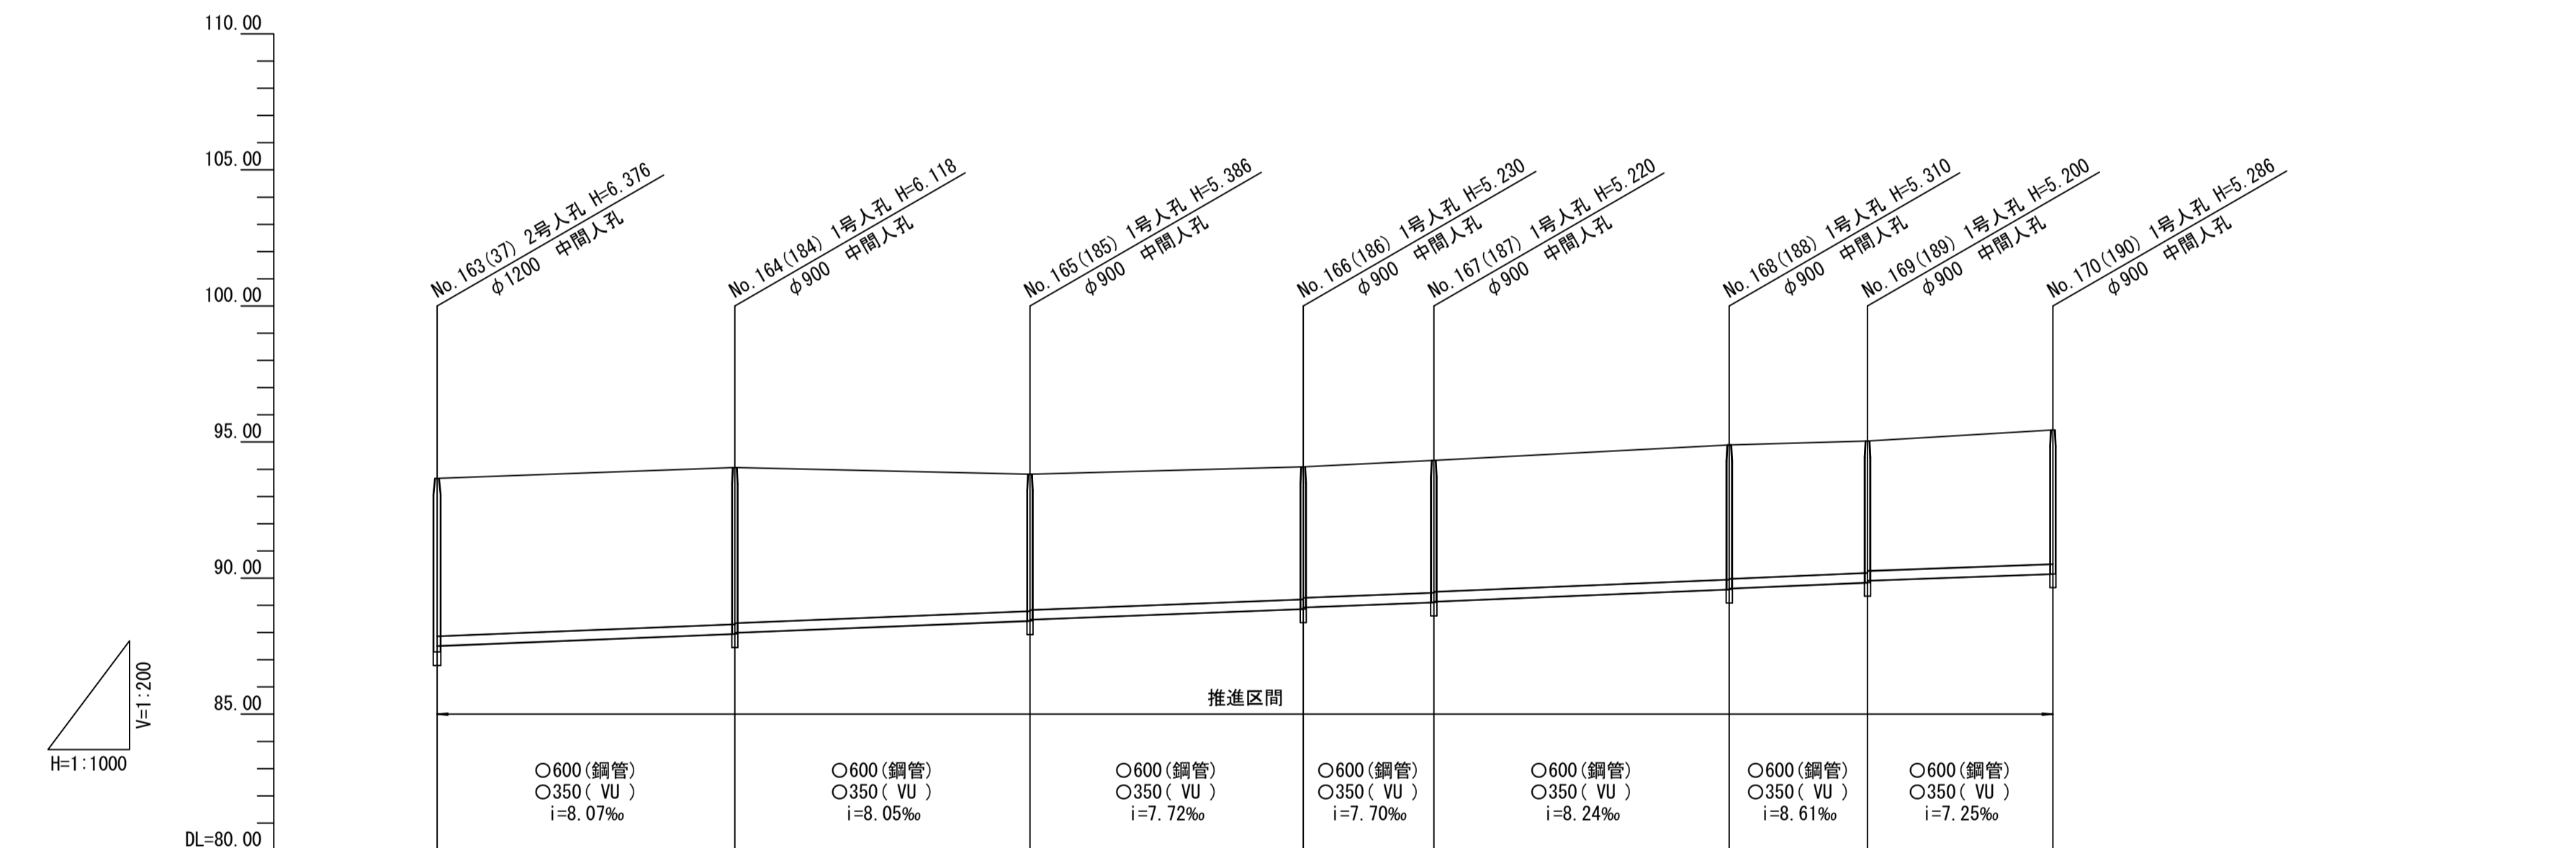 110.00
105.00
100.00
95.00
90.00
85.00
DL=80.00
V=1:200
H=1:1000
No.163(37) 2号人孔 H=6.376
φ1200 中間人孔
No.164(184) 1号人孔 H=6.118
φ900 中間人孔
No.165(185) 1号人孔 H=5.386
φ900 中間人孔
No.166(186) 1号人孔 H=5.230
φ900 中間人孔
No.167(187) 1号人孔 H=5.220
φ900 中間人孔
No.168(188) 1号人孔 H=5.310
φ900 中間人孔
No.169(189) 1号人孔 H=5.200
φ900 中間人孔
No.170(190) 1号人孔 H=5.286
φ900 中間人孔
推進区間
○600(鋼管)
○350( VU )
i=8.07‰
○600(鋼管)
○350( VU )
i=8.05‰
○600(鋼管)
○350( VU )
i=7.72‰
○600(鋼管)
○350( VU )
i=7.70‰
○600(鋼管)
○350( VU )
i=8.24‰
○600(鋼管)
○350( VU )
i=8.61‰
○600(鋼管)
○350( VU )
i=7.25‰